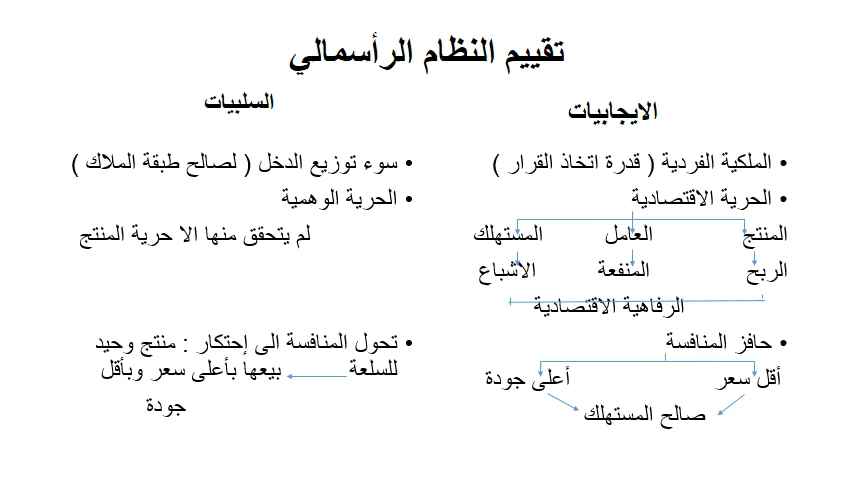 تقييم النظام الرأسمالي
الايجابيات
• الملكية الفردية ( قدرة اتخاذ القرار )
• الحرية الاقتصادية
المنتج العامل المستهلك
الربح المنفعة الاشباع
الرفاهية الاقتصادية
• حافز المنافسة
أقل سعر أعلى جودة
صالح المستهلك
السلبيات
• سوء توزيع الدخل ( لصالح طبقة الملاك )
• الحرية الوهمية
لم يتحقق منها الا حرية المنتج
• تحول المنافسة الى إحتكار : منتج وحيد
للسلعة بيعها بأعلى سعر وبأقل
جودة